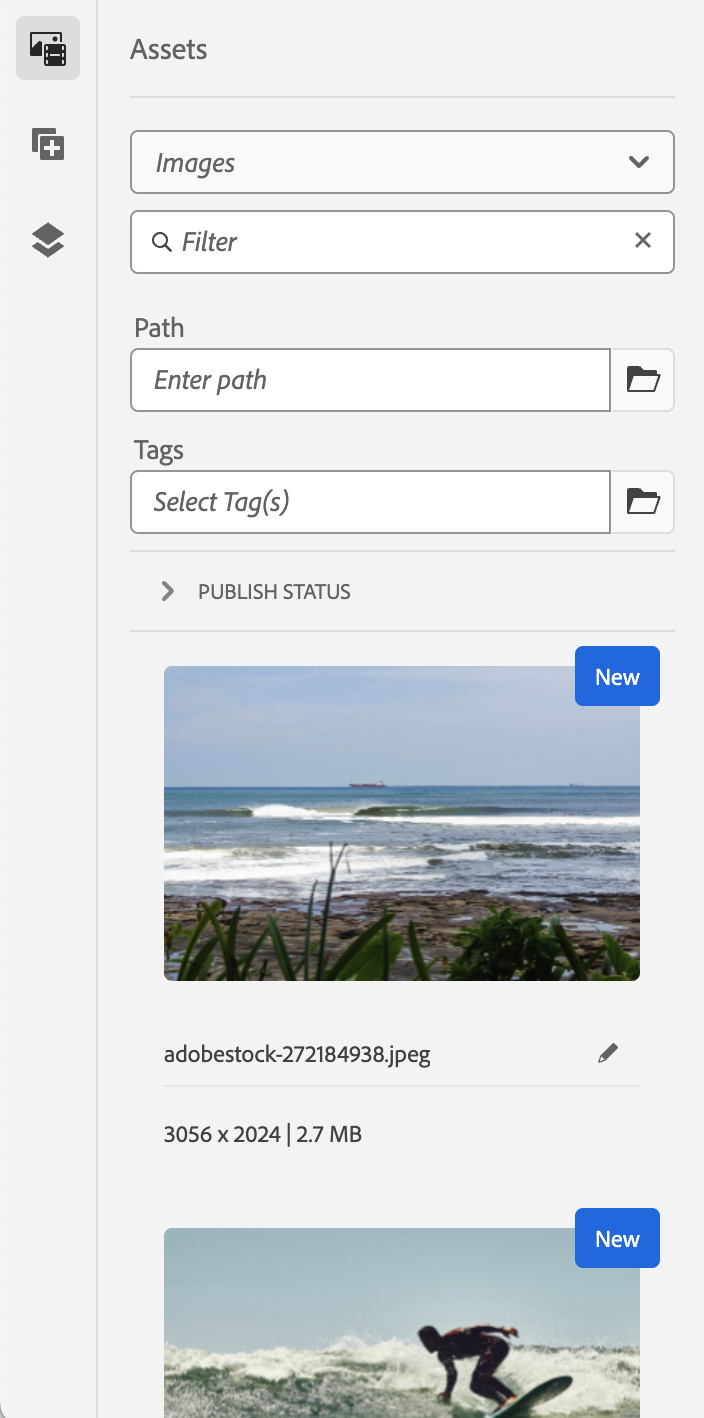 Assets
Images
Filter
Path
Enter path
Tags
Select Tag(s)
PUBLISH STATUS
New
adobestock-272184938.jpeg
3056 x 2024 | 2.7 MB
New